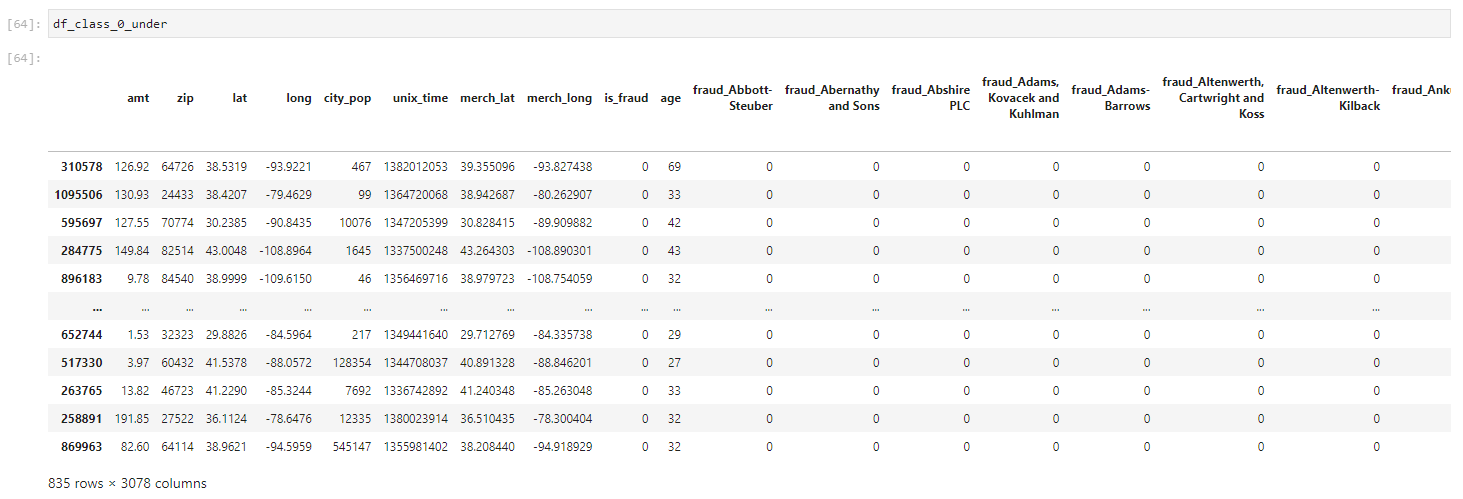 [64]: df_class_0_under
[64]:
amt zip lat long city_pop unix_time merch_lat merch_long is_fraud age fraud_Abbott-Steuber fraud_Abernathy and Sons fraud_Abshire PLC fraud_Adams, Kovacek and Kuhlman fraud_Adams-Barrows fraud_Altenwerth, Cartwright and Koss fraud_Altenwerth-Kilback
310578 126.92 64726 38.5319 -93.9221 467 1382012053 39.355096 -93.827438 0 69 0 0 0 0 0 0 0
1095506 130.93 24433 38.4207 -79.4629 99 1364720068 38.942687 -80.262907 0 33 0 0 0 0 0 0 0
595697 127.55 70774 30.2385 -90.8435 10076 1347205399 30.828415 -89.909882 0 42 0 0 0 0 0 0 0
284775 149.84 82514 43.0048 -108.8964 1645 1337500248 43.264303 -108.890301 0 43 0 0 0 0 0 0 0
896183 9.78 84540 38.9999 -109.6150 46 1356469716 38.979723 -108.754059 0 32 0 0 0 0 0 0 0
... ... ... ... ... ... ... ... ... ... ... ... ... ... ... ... ... ...
652744 1.53 32323 29.8826 -84.5964 217 1349441640 29.712769 -84.335738 0 29 0 0 0 0 0 0 0
517330 3.97 60432 41.5378 -88.0572 128354 1344708037 40.891328 -88.846201 0 27 0 0 0 0 0 0 0
263765 13.82 46723 41.2290 -85.3244 7692 1336742892 41.240348 -85.263048 0 33 0 0 0 0 0 0 0
258891 191.85 27522 36.1124 -78.6476 12335 1380023914 36.510435 -78.300404 0 32 0 0 0 0 0 0 0
869963 82.60 64114 38.9621 -94.5959 545147 1355981402 38.208440 -94.918929 0 32 0 0 0 0 0 0 0
835 rows × 3078 columns